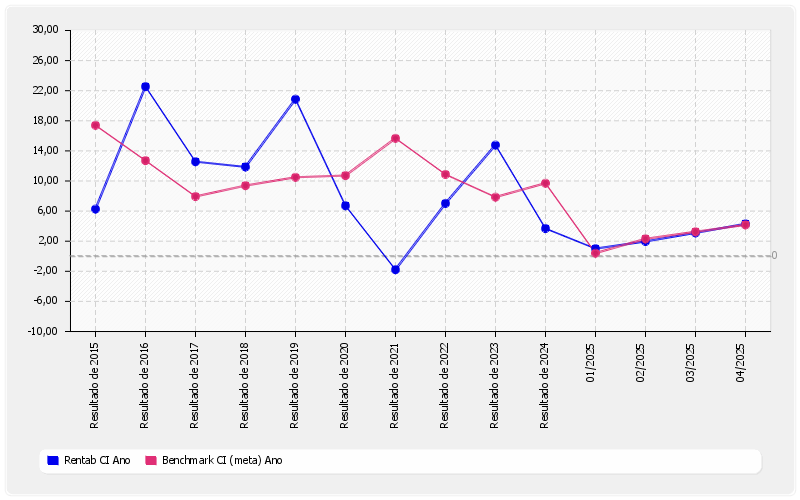 30,00
26,00
22,00
18,00
14,00
10,00
6,00
2,00
-2,00
-6,00
-10,00
0
Resultado de 2015
Resultado de 2016
Resultado de 2017
Resultado de 2018
Resultado de 2019
Resultado de 2020
Resultado de 2021
Resultado de 2022
Resultado de 2023
Resultado de 2024
01/2025
02/2025
03/2025
04/2025
Rentab CI Ano
Benchmark CI (meta) Ano